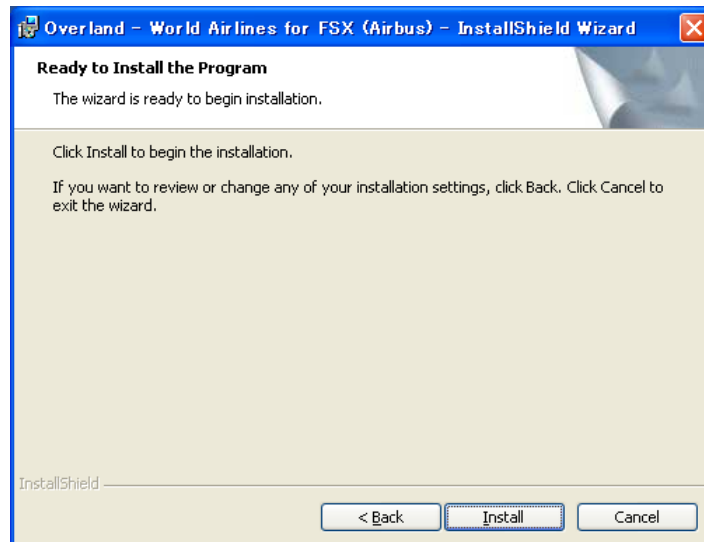 Overland - World Airlines for FSX (Airbus) - InstallShield Wizard
Ready to Install the Program
The wizard is ready to begin installation.
Click Install to begin the installation.
If you want to review or change any of your installation settings, click Back. Click Cancel to
exit the wizard.
InstallShield
< Back
Install
Cancel